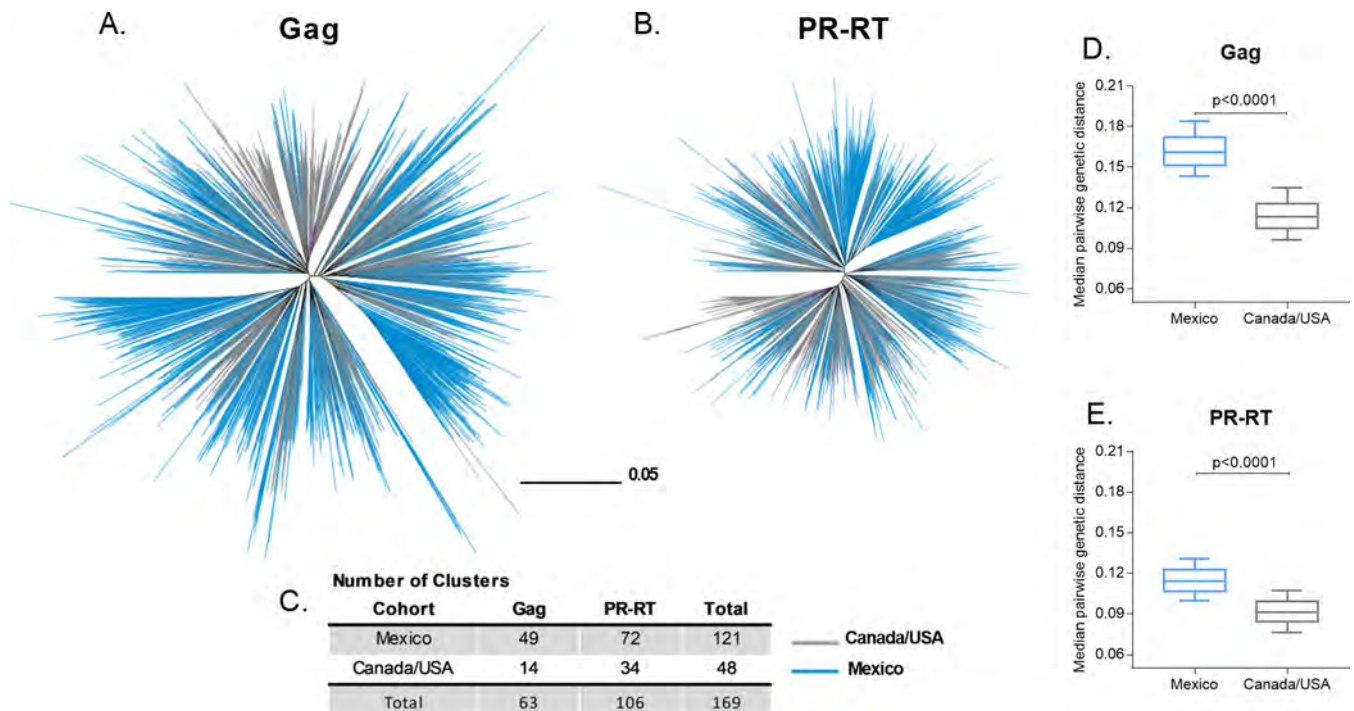 A.
Gag
B.
PR-RT
0.05
C.
Number of Clusters
Cohort Gag PR-RT Total
Mexico 49 72 121
Canada/USA 14 34 48
Total 63 106 169
Canada/USA
Mexico
D.
Gag
Median pairwise genetic distance
0.21
0.18
0.15
0.12
0.09
0.06
p<0.0001
Mexico Canada/USA
E.
PR-RT
Median pairwise genetic distance
0.21
0.18
0.15
0.12
0.09
0.06
p<0.0001
Mexico Canada/USA